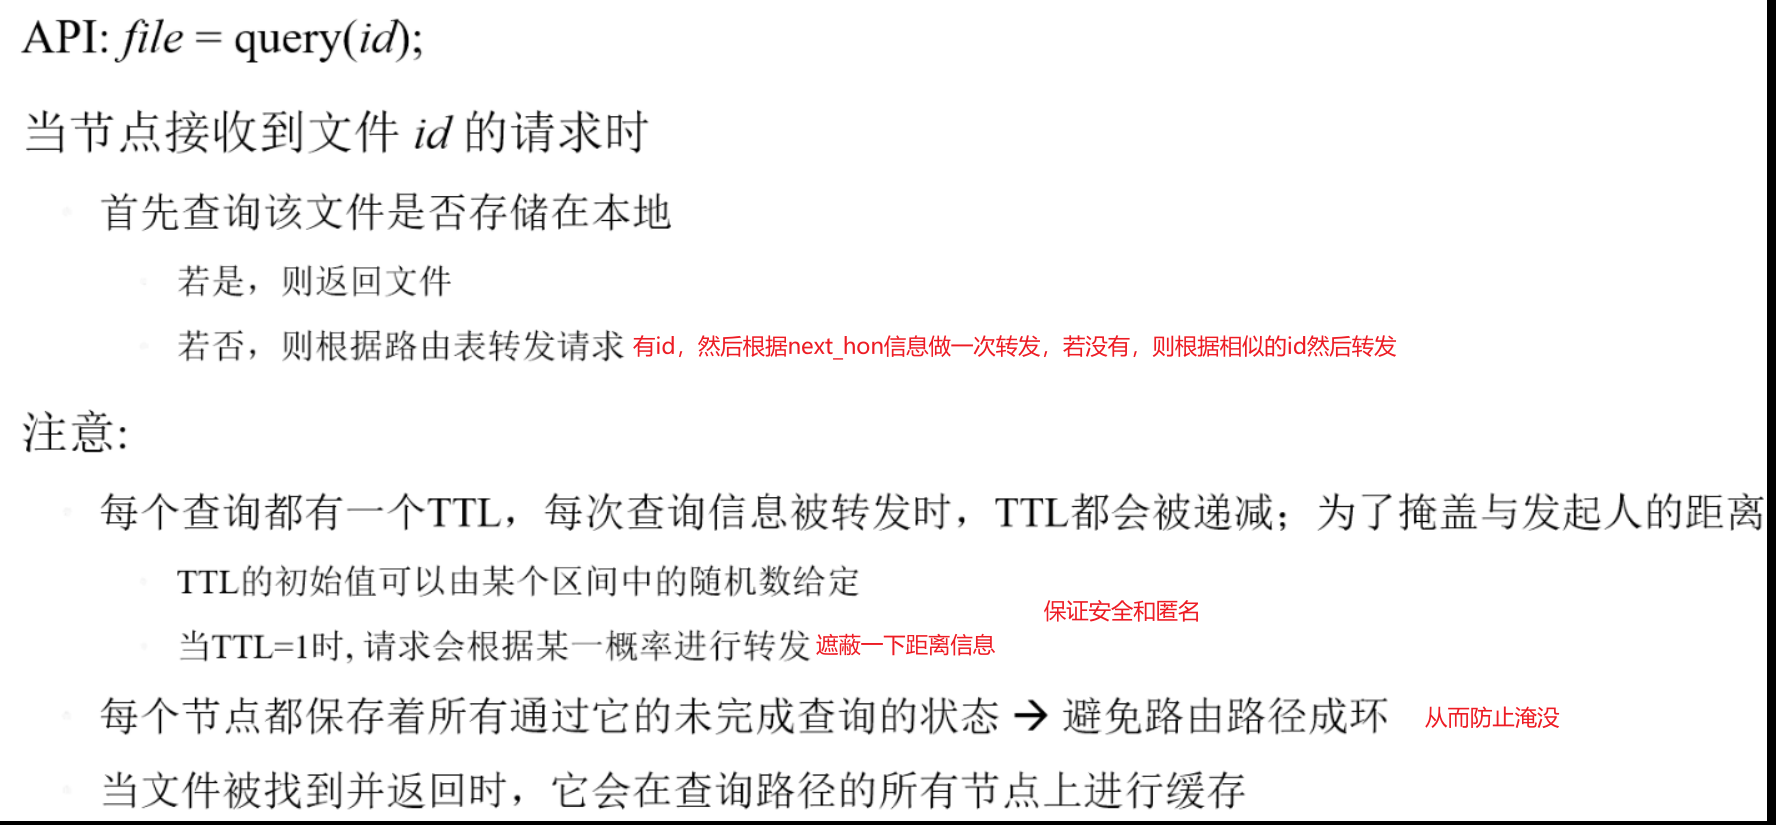 API: file = query(id);
当节点接收到文件 id 的请求时
首先查询该文件是否存储在本地
若是，则返回文件
若否，则根据路由表转发请求 有id，然后根据next_hon信息做一次转发，若没有，则根据相似的id然后转发
注意:
每个查询都有一个TTL，每次查询信息被转发时，TTL都会被递减；为了掩盖与发起人的距离
TTL的初始值可以由某个区间中的随机数给定
保证安全和匿名
当TTL=1时, 请求会根据某一概率进行转发 遮蔽一下距离信息
每个节点都保存着所有通过它的未完成查询的状态 → 避免路由路径成环 从而防止淹没
当文件被找到并返回时，它会在查询路径的所有节点上进行缓存